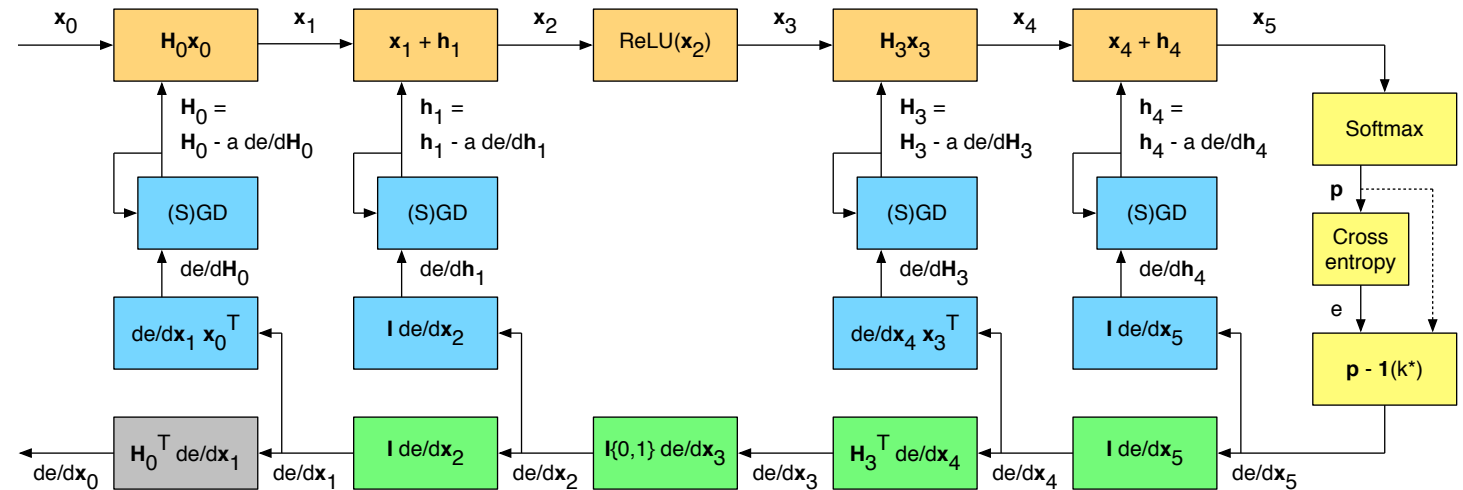 x₀ x₁ x₂ x₃ x₄ x₅
H₀x₀
x₁ + h₁
ReLU(x₂)
H₃x₃
x₄ + h₄
H₀ =
H₀ - a de/dH₀
h₁ =
h₁ - a de/dh₁
H₃ =
H₃ - a de/dH₃
h₄ =
h₄ - a de/dh₄
Softmax
p
(S)GD
(S)GD
(S)GD
(S)GD
Cross
entropy
de/dH₀
de/dh₁
de/dH₃
de/dh₄
e
de/dx₁ x₀ᵀ
I de/dx₂
de/dx₄ x₃ᵀ
I de/dx₅
p - 1(k*)
H₀ᵀ de/dx₁
I de/dx₂
I{0,1} de/dx₃
H₃ᵀ de/dx₄
I de/dx₅
de/dx₀ de/dx₁ de/dx₂ de/dx₃ de/dx₄ de/dx₅